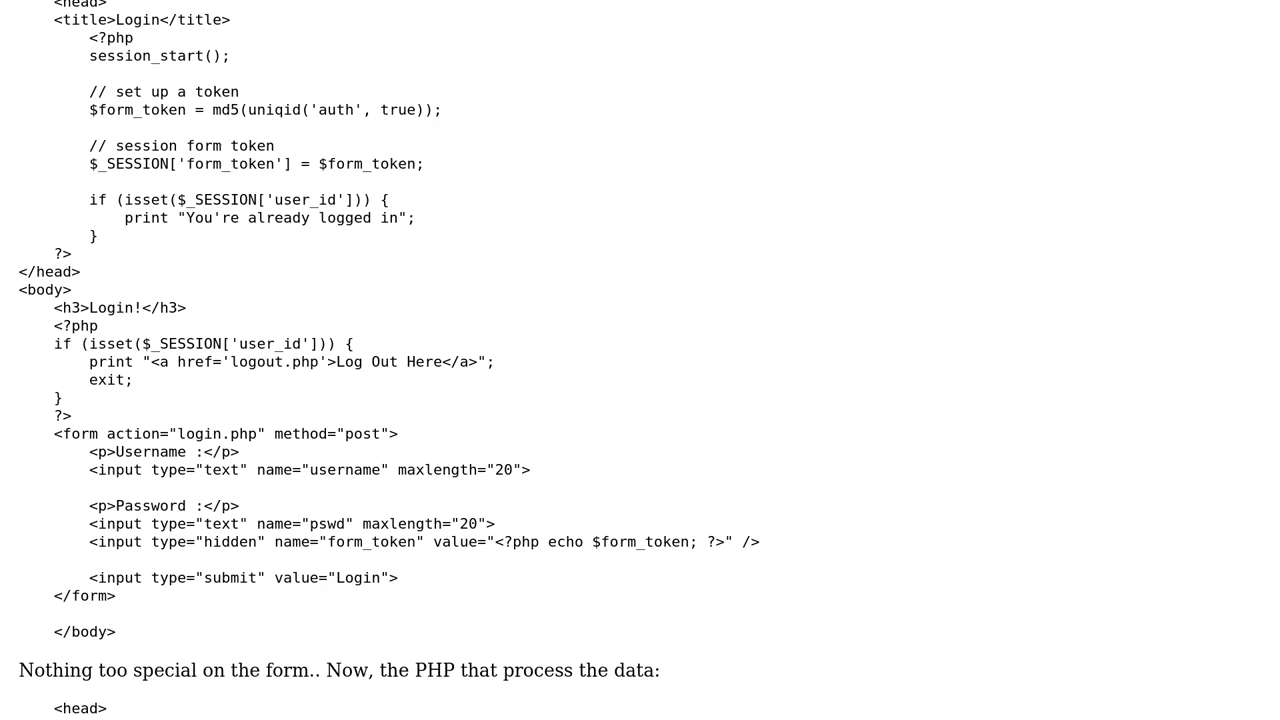 <head>
<title>Login</title>
<?php
session_start();
// set up a token
$form_token = md5(uniqid('auth', true));
// session form token
$_SESSION['form_token'] = $form_token;
if (isset($_SESSION['user_id'])) {
print "You're already logged in";
}
?>
</head>
<body>
<h3>Login!</h3>
<?php
if (isset($_SESSION['user_id'])) {
print "<a href='logout.php'>Log Out Here</a>";
exit;
}
?>
<form action="login.php" method="post">
<p>Username :</p>
<input type="text" name="username" maxlength="20">
<p>Password :</p>
<input type="text" name="pswd" maxlength="20">
<input type="hidden" name="form_token" value="<?php echo $form_token; ?>" />
<input type="submit" value="Login">
</form>
</body>
Nothing too special on the form.. Now, the PHP that process the data:
<head>